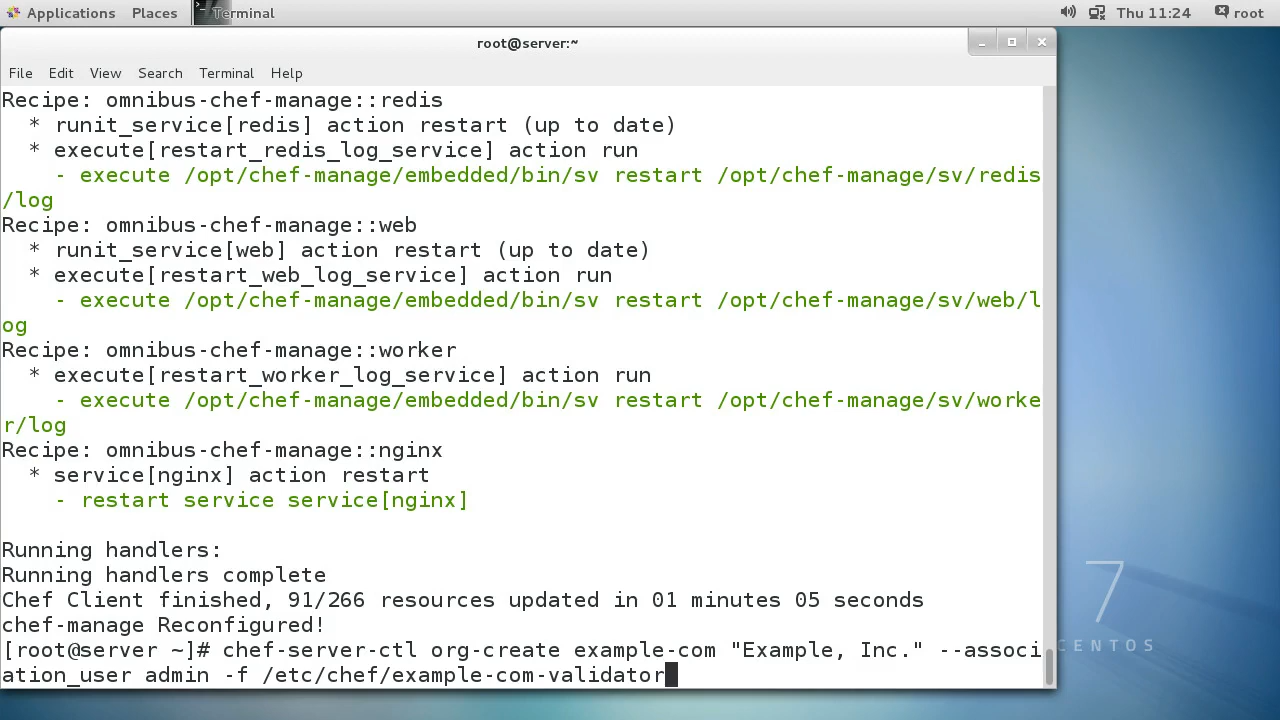 Applications Places Terminal Thu 11:24 root
root@server:~
File Edit View Search Terminal Help
Recipe: omnibus-chef-manage::redis
  * runit_service[redis] action restart (up to date)
  * execute[restart_redis_log_service] action run
    - execute /opt/chef-manage/embedded/bin/sv restart /opt/chef-manage/sv/redis
/log
Recipe: omnibus-chef-manage::web
  * runit_service[web] action restart (up to date)
  * execute[restart_web_log_service] action run
    - execute /opt/chef-manage/embedded/bin/sv restart /opt/chef-manage/sv/web/l
og
Recipe: omnibus-chef-manage::worker
  * execute[restart_worker_log_service] action run
    - execute /opt/chef-manage/embedded/bin/sv restart /opt/chef-manage/sv/worke
r/log
Recipe: omnibus-chef-manage::nginx
  * service[nginx] action restart
    - restart service service[nginx]
Running handlers:
Running handlers complete
Chef Client finished, 91/266 resources updated in 01 minutes 05 seconds
chef-manage Reconfigured!
[root@server ~]# chef-server-ctl org-create example-com "Example, Inc." --associ
ation_user admin -f /etc/chef/example-com-validator
7
CENTOS